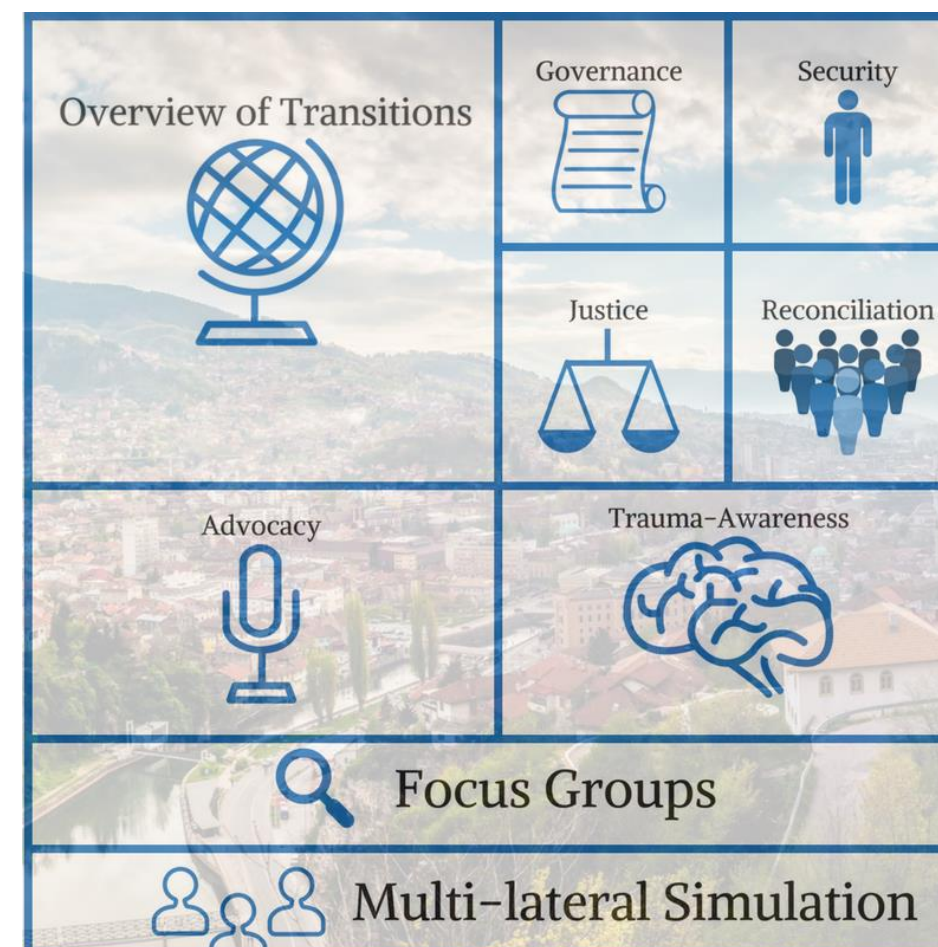 Overview of Transitions
Governance
Security
Justice
Reconciliation
Advocacy
Trauma-Awareness
Focus Groups
Multi-lateral Simulation